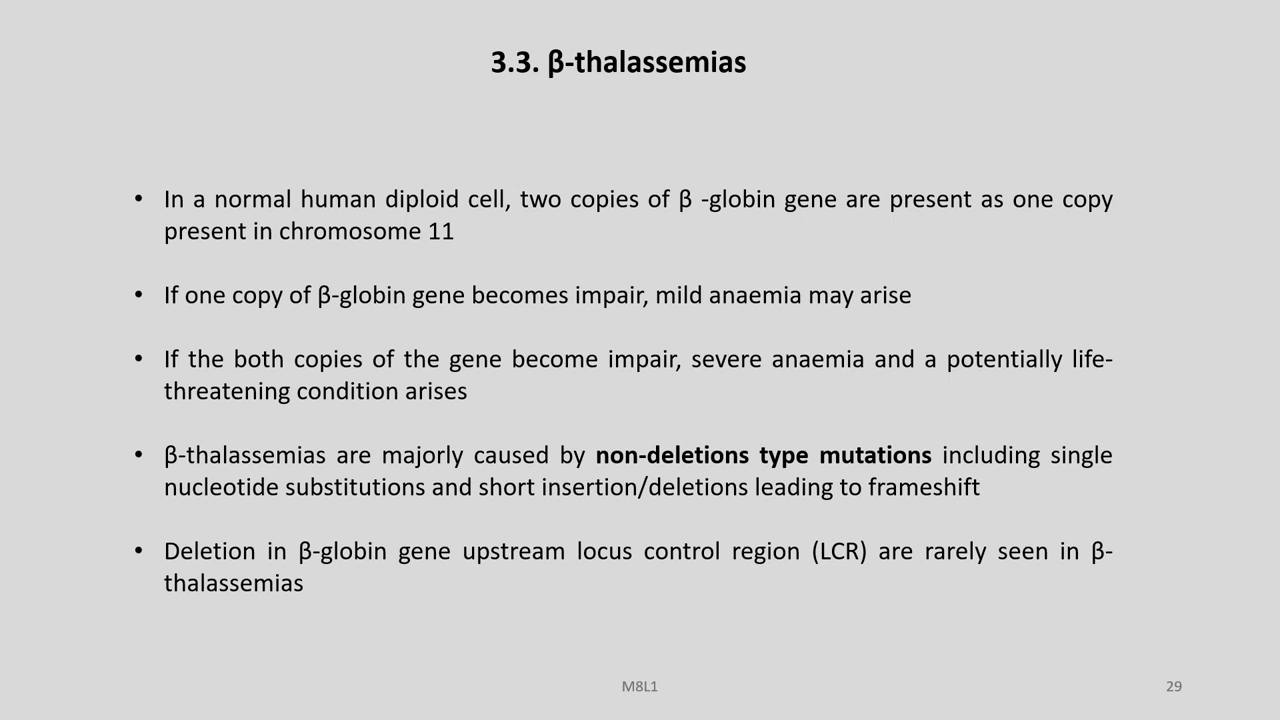 3.3. β-thalassemias
• In a normal human diploid cell, two copies of β -globin gene are present as one copy
present in chromosome 11
• If one copy of β-globin gene becomes impair, mild anaemia may arise
• If the both copies of the gene become impair, severe anaemia and a potentially life-
threatening condition arises
• β-thalassemias are majorly caused by non-deletions type mutations including single
nucleotide substitutions and short insertion/deletions leading to frameshift
• Deletion in β-globin gene upstream locus control region (LCR) are rarely seen in β-
thalassemias
M8L1
29